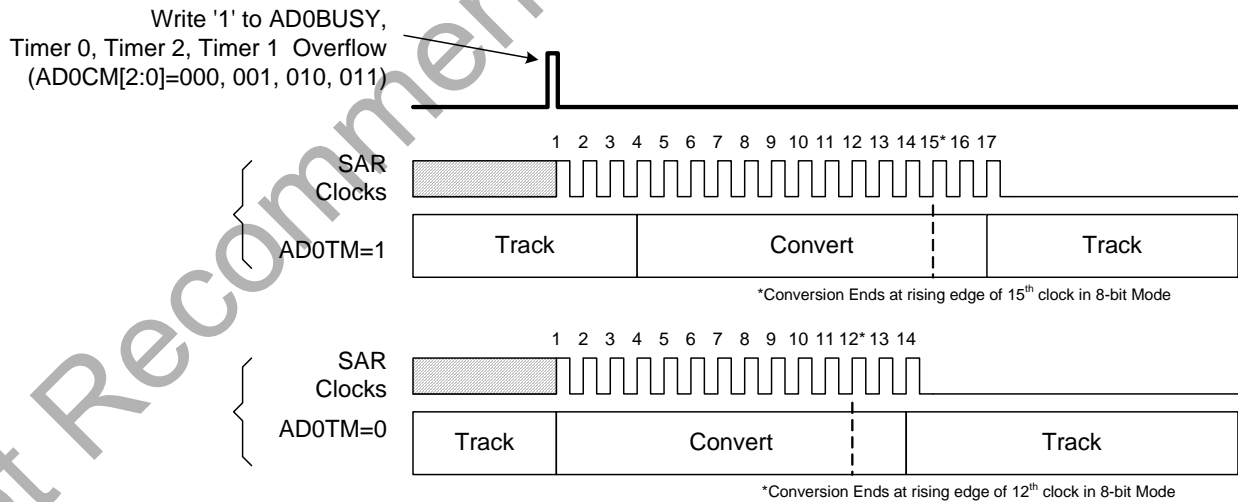 Write '1' to AD0BUSY,
Timer 0, Timer 2, Timer 1 Overflow
(AD0CM[2:0]=000, 001, 010, 011)
1 2 3 4 5 6 7 8 9 10 11 12 13 14 15* 16 17
SAR
Clocks
AD0TM=1
Track
Convert
Track
*Conversion Ends at rising edge of 15th clock in 8-bit Mode
1 2 3 4 5 6 7 8 9 10 11 12* 13 14
SAR
Clocks
AD0TM=0
Track
Convert
Track
*Conversion Ends at rising edge of 12th clock in 8-bit Mode